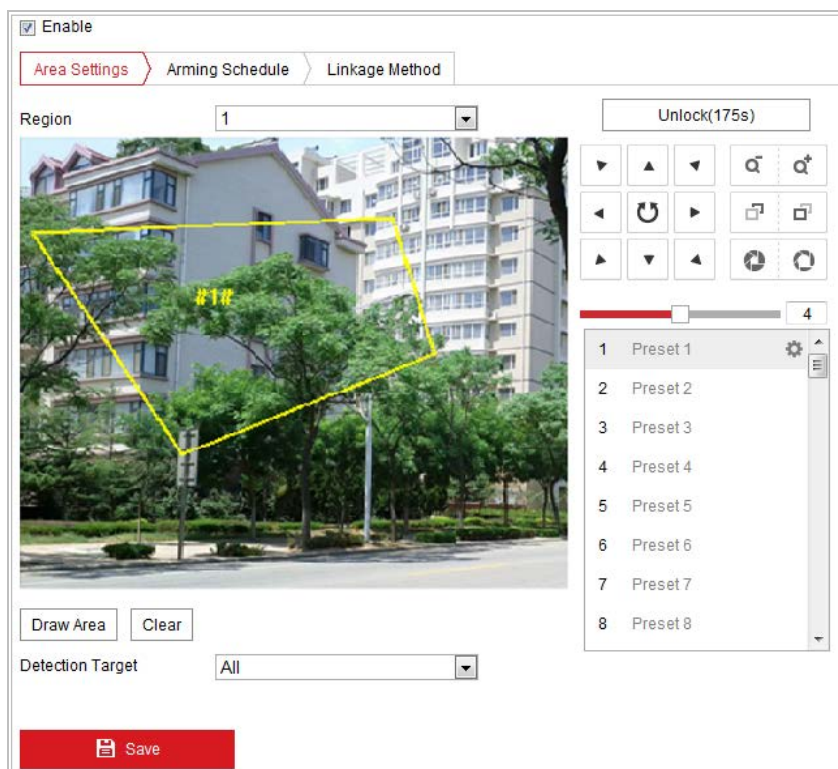 Enable
Area Settings
Arming Schedule
Linkage Method
Region
1
Unlock(175s)
#1#
4
1 Preset 1
2 Preset 2
3 Preset 3
4 Preset 4
5 Preset 5
6 Preset 6
7 Preset 7
8 Preset 8
Draw Area
Clear
Detection Target
All
Save